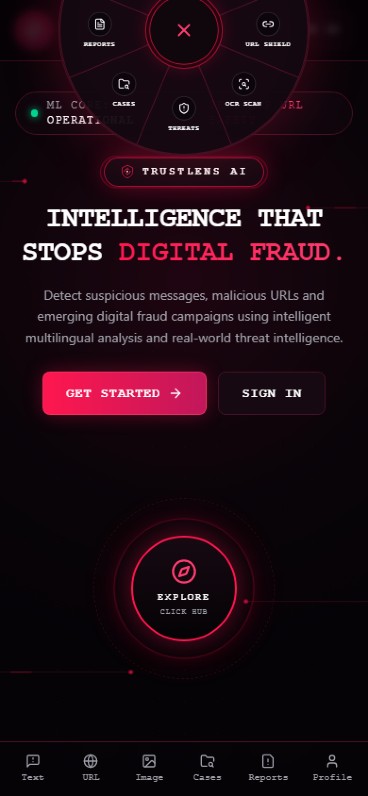 REPORTS
URL SHIELD
CASES
OCR SCAN
THREATS
ML CO URL
OPERATIONAL
TRUSTLENS AI
INTELLIGENCE THAT
STOPS DIGITAL FRAUD.
Detect suspicious messages, malicious URLs and
emerging digital fraud campaigns using intelligent
multilingual analysis and real-world threat intelligence.
GET STARTED →
SIGN IN
EXPLORE
CLICK HUB
Text URL Image Cases Reports Profile